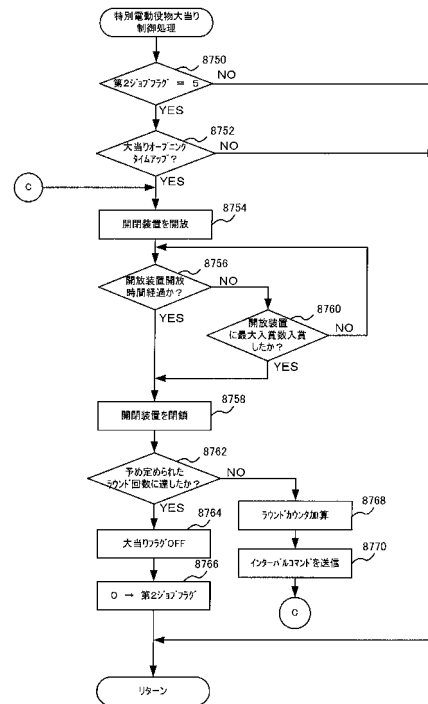 特別電動役物大当り
制御処理
8750
第2ジョブフラグ = 5
NO
YES
8752
大当りオープニング
タイムアップ?
NO
YES
C
8754
開閉装置を開放
8756
開放装置開放
時間経過か?
NO
YES
8760
開放装置
に最大入賞数入賞
したか?
NO
YES
8758
開閉装置を閉鎖
8762
予め定められた
ラウンド回数に達したか?
NO
YES
8764
大当りフラグOFF
8768
ラウンドカウンタ加算
8766
0 → 第2ジョブフラグ
8770
インターバルコマンドを送信
C
リターン